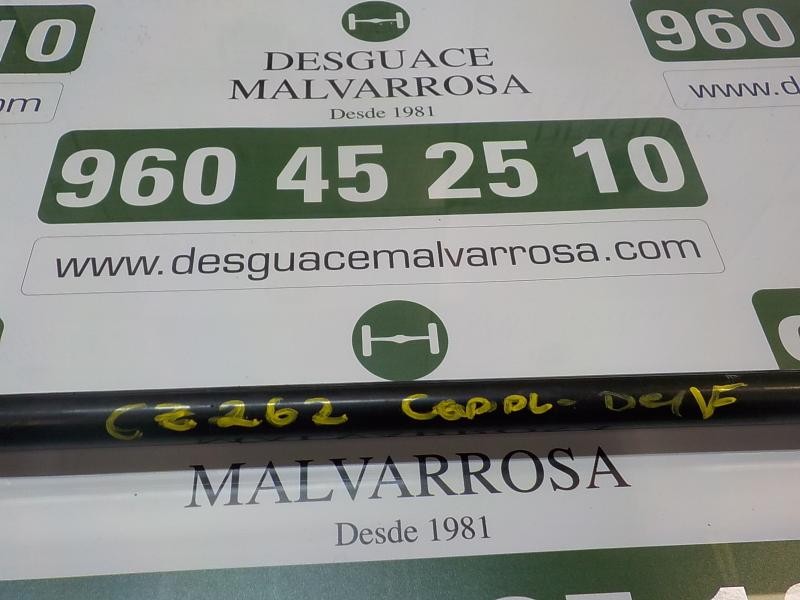 10
om
DESGUACE
MALVARROSA
Desde 1981
960
www.d
960 45 25 10
www.desguacemalvarrosa.com
CZ262
MALVARROSA
Desde 1981